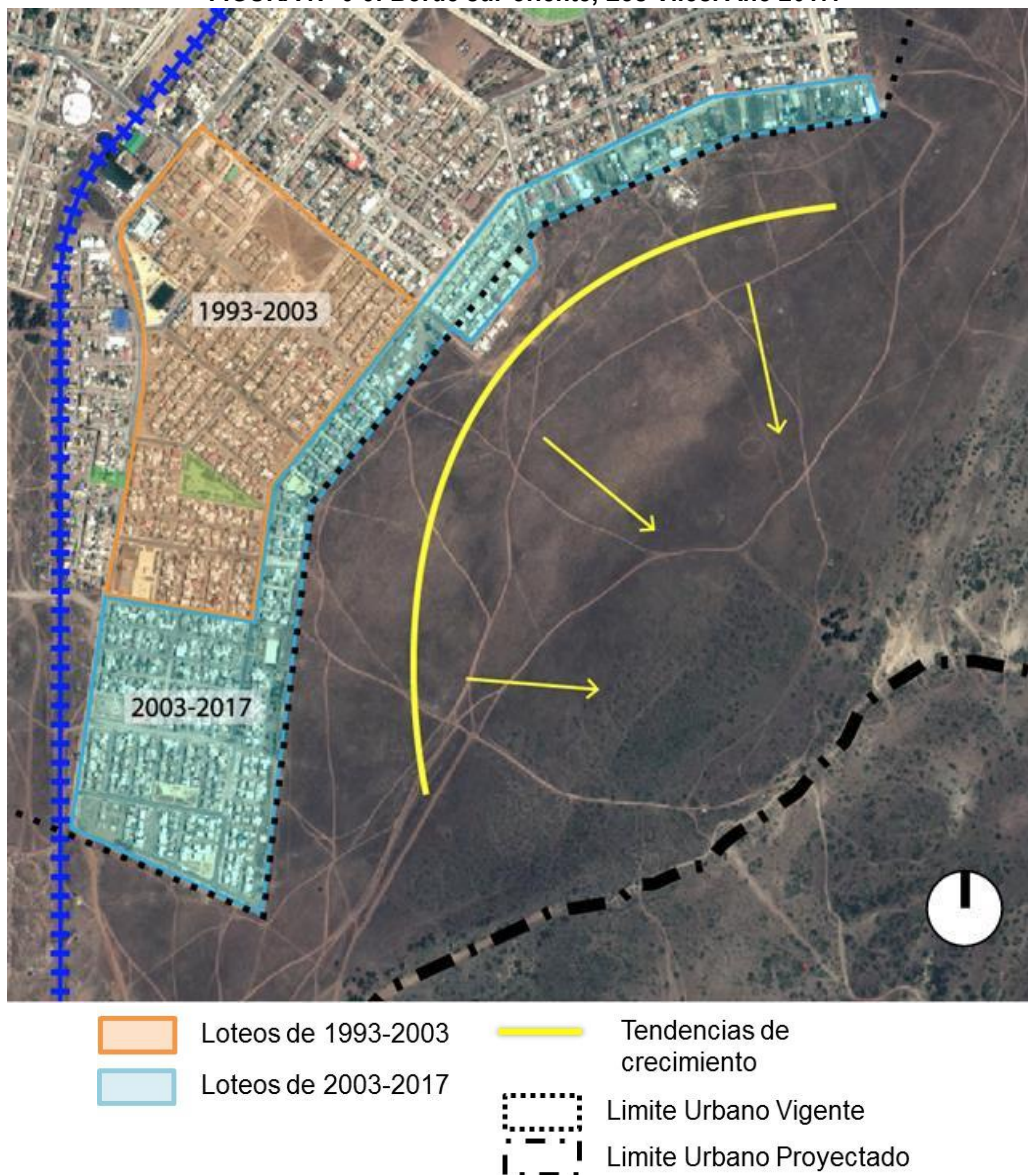 1993-2003
2003-2017
Loteos de 1993-2003
Loteos de 2003-2017
Tendencias de
crecimiento
Limite Urbano Vigente
Limite Urbano Proyectado